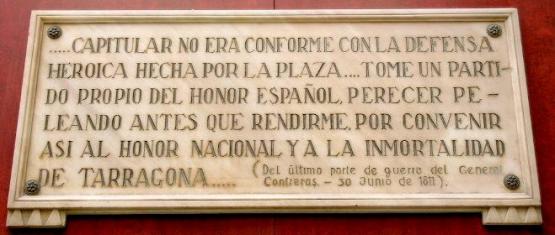 .....CAPITULAR NO ERA CONFORME CON LA DEFENSA
HEROICA HECHA POR LA PLAZA....TOME UN PARTI-
DO PROPIO DEL HONOR ESPAÑOL, PERECER PE-
LEANDO ANTES QUE RENDIRME, POR CONVENIR
ASI AL HONOR NACIONAL Y A LA INMORTALIDAD
DE TARRAGONA..... (Del último parte de guerra del General
Contreras. - 30 Junio de 1811).